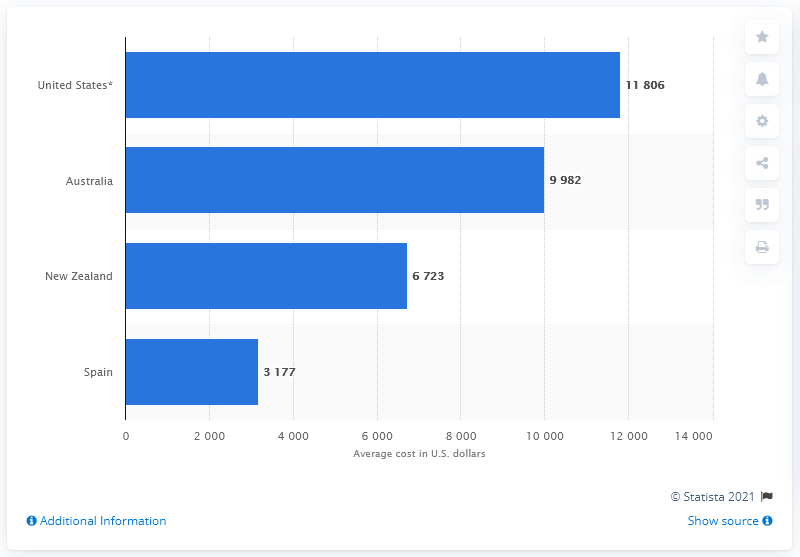 United States*
11 806
Australia
9 982
New Zealand
6 723
Spain
3 177
0 2 000 4 000 6 000 8 000 10 000 12 000 14 000
Average cost in U.S. dollars
© Statista 2021
Additional Information
Show source